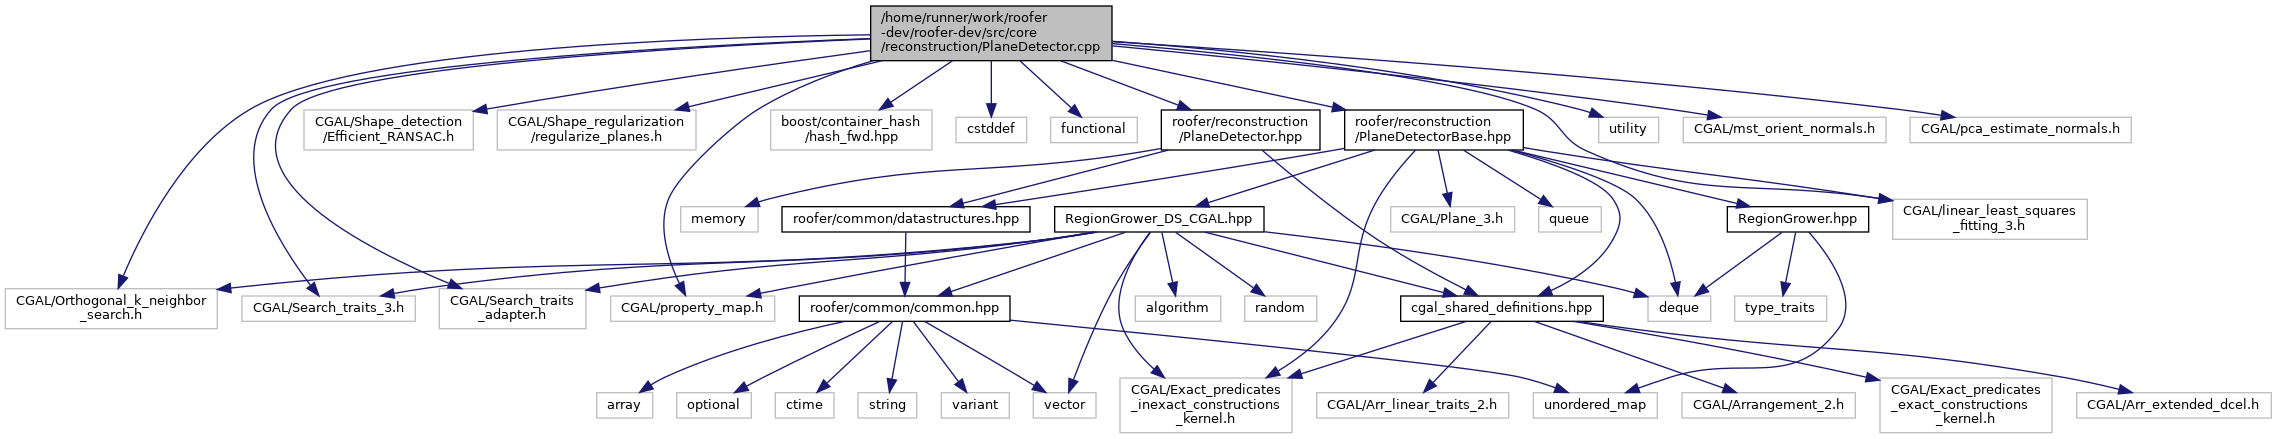 /home/runner/work/roofer
-dev/roofer-dev/src/core
/reconstruction/PlaneDetector.cpp
CGAL/Shape_detection
/Efficient_RANSAC.h
CGAL/Shape_regularization
/regularize_planes.h
boost/container_hash
/hash_fwd.hpp
cstddef
functional
roofer/reconstruction
/PlaneDetector.hpp
roofer/reconstruction
/PlaneDetectorBase.hpp
utility
CGAL/mst_orient_normals.h
CGAL/pca_estimate_normals.h
memory
roofer/common/datastructures.hpp
RegionGrower_DS_CGAL.hpp
CGAL/Plane_3.h
queue
RegionGrower.hpp
CGAL/linear_least_squares
_fitting_3.h
CGAL/Orthogonal_k_neighbor
_search.h
CGAL/Search_traits_3.h
CGAL/Search_traits
_adapter.h
CGAL/property_map.h
roofer/common/common.hpp
algorithm
random
cgal_shared_definitions.hpp
deque
type_traits
array
optional
ctime
string
variant
vector
CGAL/Exact_predicates
_inexact_constructions
_kernel.h
CGAL/Arr_linear_traits_2.h
unordered_map
CGAL/Arrangement_2.h
CGAL/Exact_predicates
_exact_constructions
_kernel.h
CGAL/Arr_extended_dcel.h